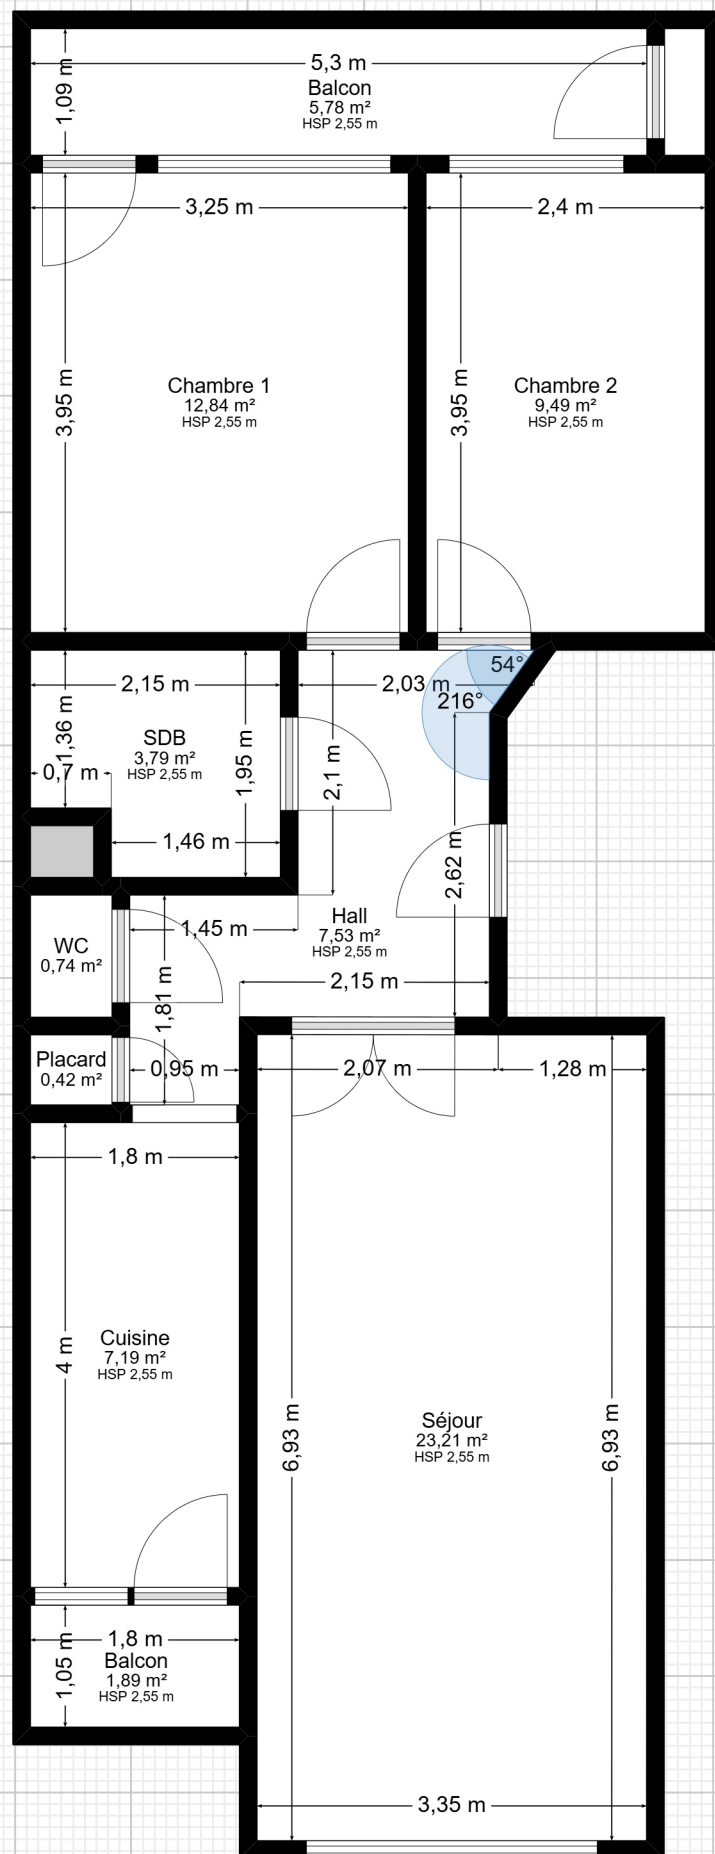 5,3 m
1,09 m
Balcon
5,78 m²
HSP 2,55 m
3,25 m
2,4 m
3,95 m
Chambre 1
12,84 m²
HSP 2,55 m
3,95 m
Chambre 2
9,49 m²
HSP 2,55 m
54°
2,15 m
2,03 m
216°
1,36 m
SDB
3,79 m²
HSP 2,55 m
1,95 m
2,1 m
0,7 m
1,46 m
2,62 m
Hall
7,53 m²
HSP 2,55 m
1,45 m
WC
0,74 m²
2,15 m
1,81 m
Placard
0,42 m²
0,95 m
2,07 m
1,28 m
1,8 m
Cuisine
7,19 m²
HSP 2,55 m
4 m
6,93 m
Séjour
23,21 m²
HSP 2,55 m
6,93 m
1,8 m
1,05 m
Balcon
1,89 m²
HSP 2,55 m
3,35 m